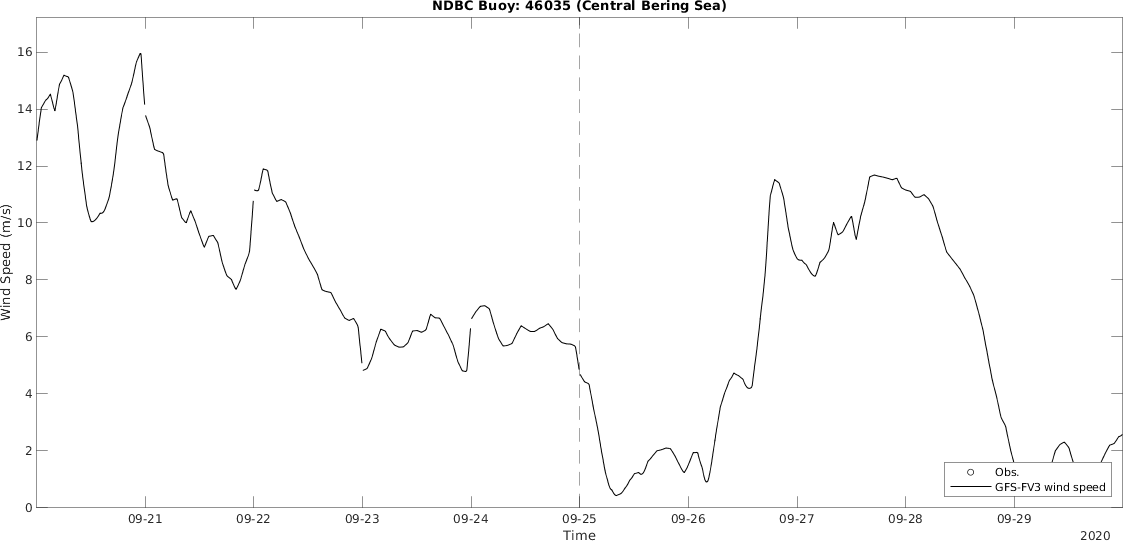 NDBC Buoy: 46035 (Central Bering Sea)
16
14
12
10
8
6
4
2
0
Wind Speed (m/s)
Obs.
GFS-FV3 wind speed
09-21 09-22 09-23 09-24 09-25 09-26 09-27 09-28 09-29
Time
2020